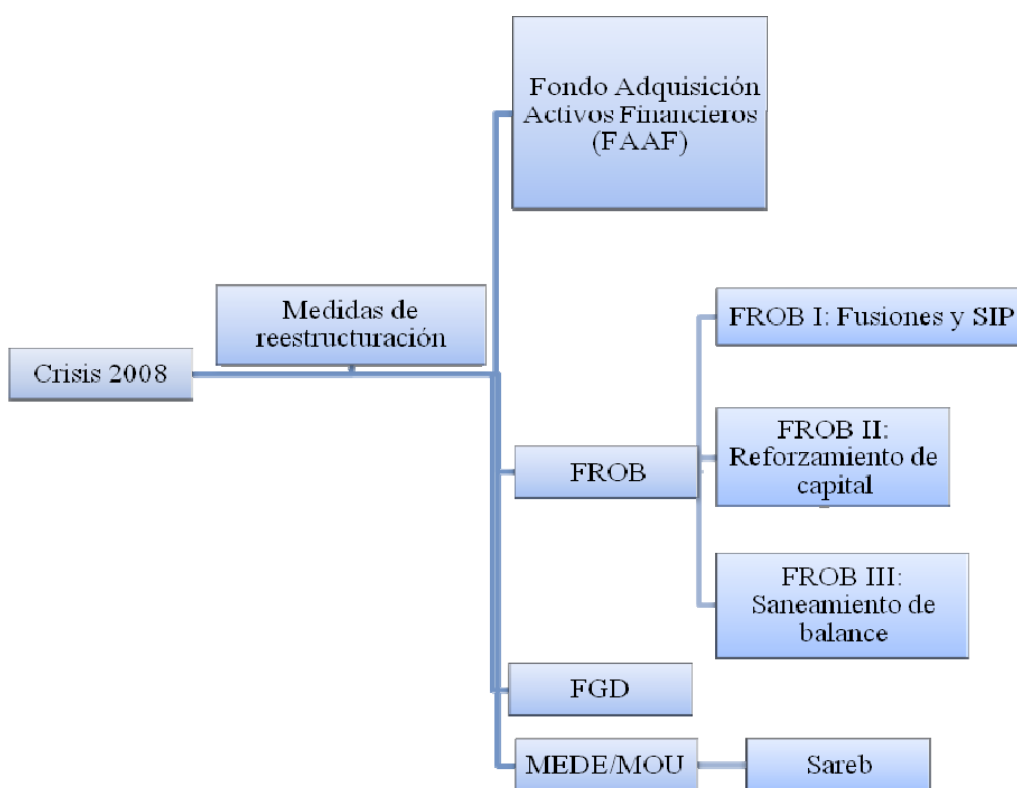 Fondo Adquisición
Activos Financieros
(FAAF)
Medidas de
reestructuración
Crisis 2008
FROB I: Fusiones y SIP
FROB II:
Reforzamiento de
capital
FROB
FROB III:
Saneamiento de
balance
FGD
MEDE/MOU
Sareb